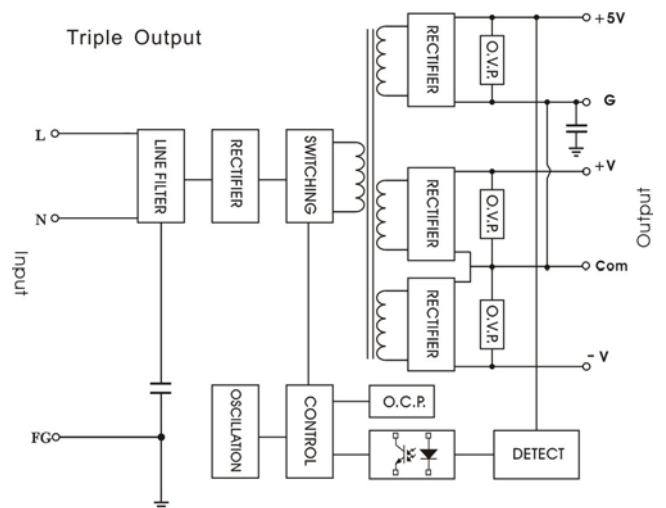 Triple Output
+5V
RECTIFIER
O.V.P.
G
L
LINE FILTER
RECTIFIER
SWITCHING
+V
RECTIFIER
O.V.P.
N
Output
Input
Com
RECTIFIER
O.V.P.
- V
OSCILLATION
CONTROL
O.C.P.
FG
DETECT